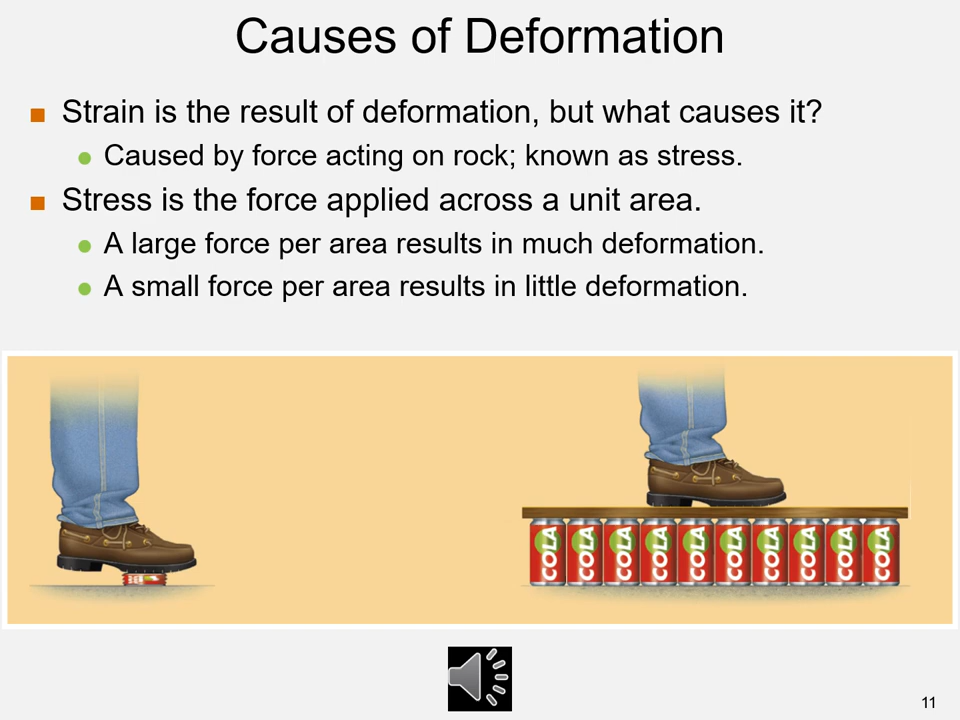 Causes of Deformation
Strain is the result of deformation, but what causes it?
Caused by force acting on rock; known as stress.
Stress is the force applied across a unit area.
A large force per area results in much deformation.
A small force per area results in little deformation.
COLA COLA COLA COLA COLA COLA COLA COLA COLA COLA
11